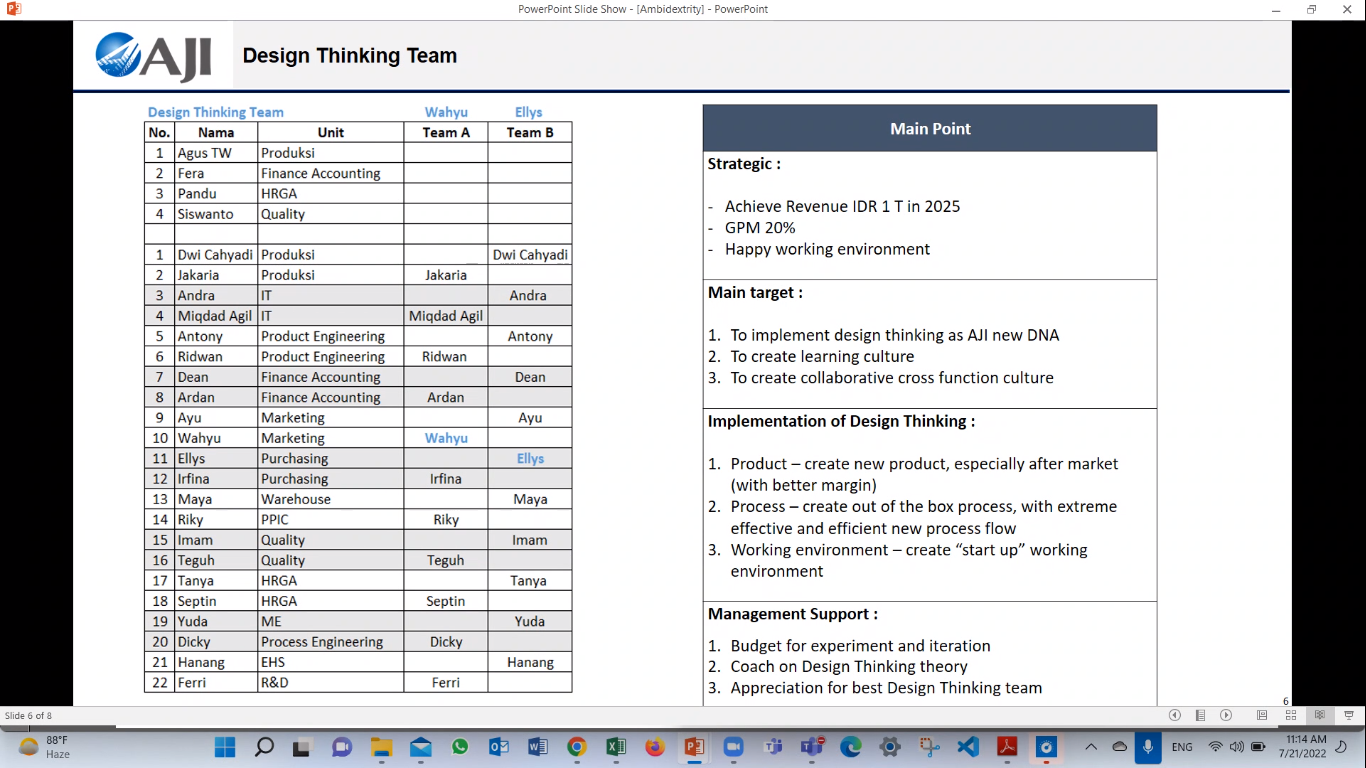 PowerPoint Slide Show - [Ambidextrity] - PowerPoint
AJI
Design Thinking Team
Design Thinking Team Wahyu Ellys
No. Nama Unit Team A Team B
1 Agus TW Produksi
2 Fera Finance Accounting
3 Pandu HRGA
4 Siswanto Quality
1 Dwi Cahyadi Produksi Dwi Cahyadi
2 Jakaria Produksi Jakaria
3 Andra IT Andra
4 Miqdad Agil IT Miqdad Agil
5 Antony Product Engineering Antony
6 Ridwan Product Engineering Ridwan
7 Dean Finance Accounting Dean
8 Ardan Finance Accounting Ardan
9 Ayu Marketing Ayu
10 Wahyu Marketing Wahyu
11 Ellys Purchasing Ellys
12 Irfina Purchasing Irfina
13 Maya Warehouse Maya
14 Riky PPIC Riky
15 Imam Quality Imam
16 Teguh Quality Teguh
17 Tanya HRGA Tanya
18 Septin HRGA Septin
19 Yuda ME Yuda
20 Dicky Process Engineering Dicky
21 Hanang EHS Hanang
22 Ferri R&D Ferri
Main Point
Strategic :
- Achieve Revenue IDR 1 T in 2025
- GPM 20%
- Happy working environment
Main target :
1. To implement design thinking as AJI new DNA
2. To create learning culture
3. To create collaborative cross function culture
Implementation of Design Thinking :
1. Product – create new product, especially after market
(with better margin)
2. Process – create out of the box process, with extreme
effective and efficient new process flow
3. Working environment – create “start up” working
environment
Management Support :
1. Budget for experiment and iteration
2. Coach on Design Thinking theory
3. Appreciation for best Design Thinking team
6
Slide 6 of 8
88°F
Haze
ENG
11:14 AM
7/21/2022